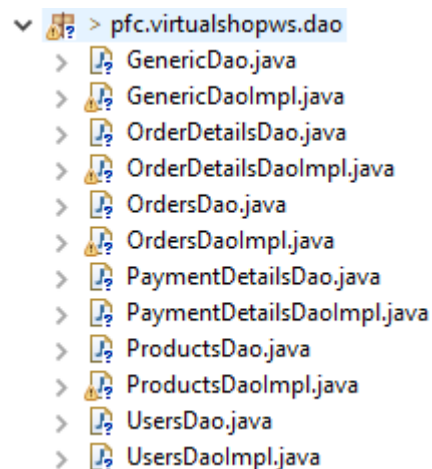 > pfc.virtualshopws.dao
GenericDao.java
GenericDaoImpl.java
OrderDetailsDao.java
OrderDetailsDaoImpl.java
OrdersDao.java
OrdersDaoImpl.java
PaymentDetailsDao.java
PaymentDetailsDaoImpl.java
ProductsDao.java
ProductsDaoImpl.java
UsersDao.java
UsersDaoImpl.java